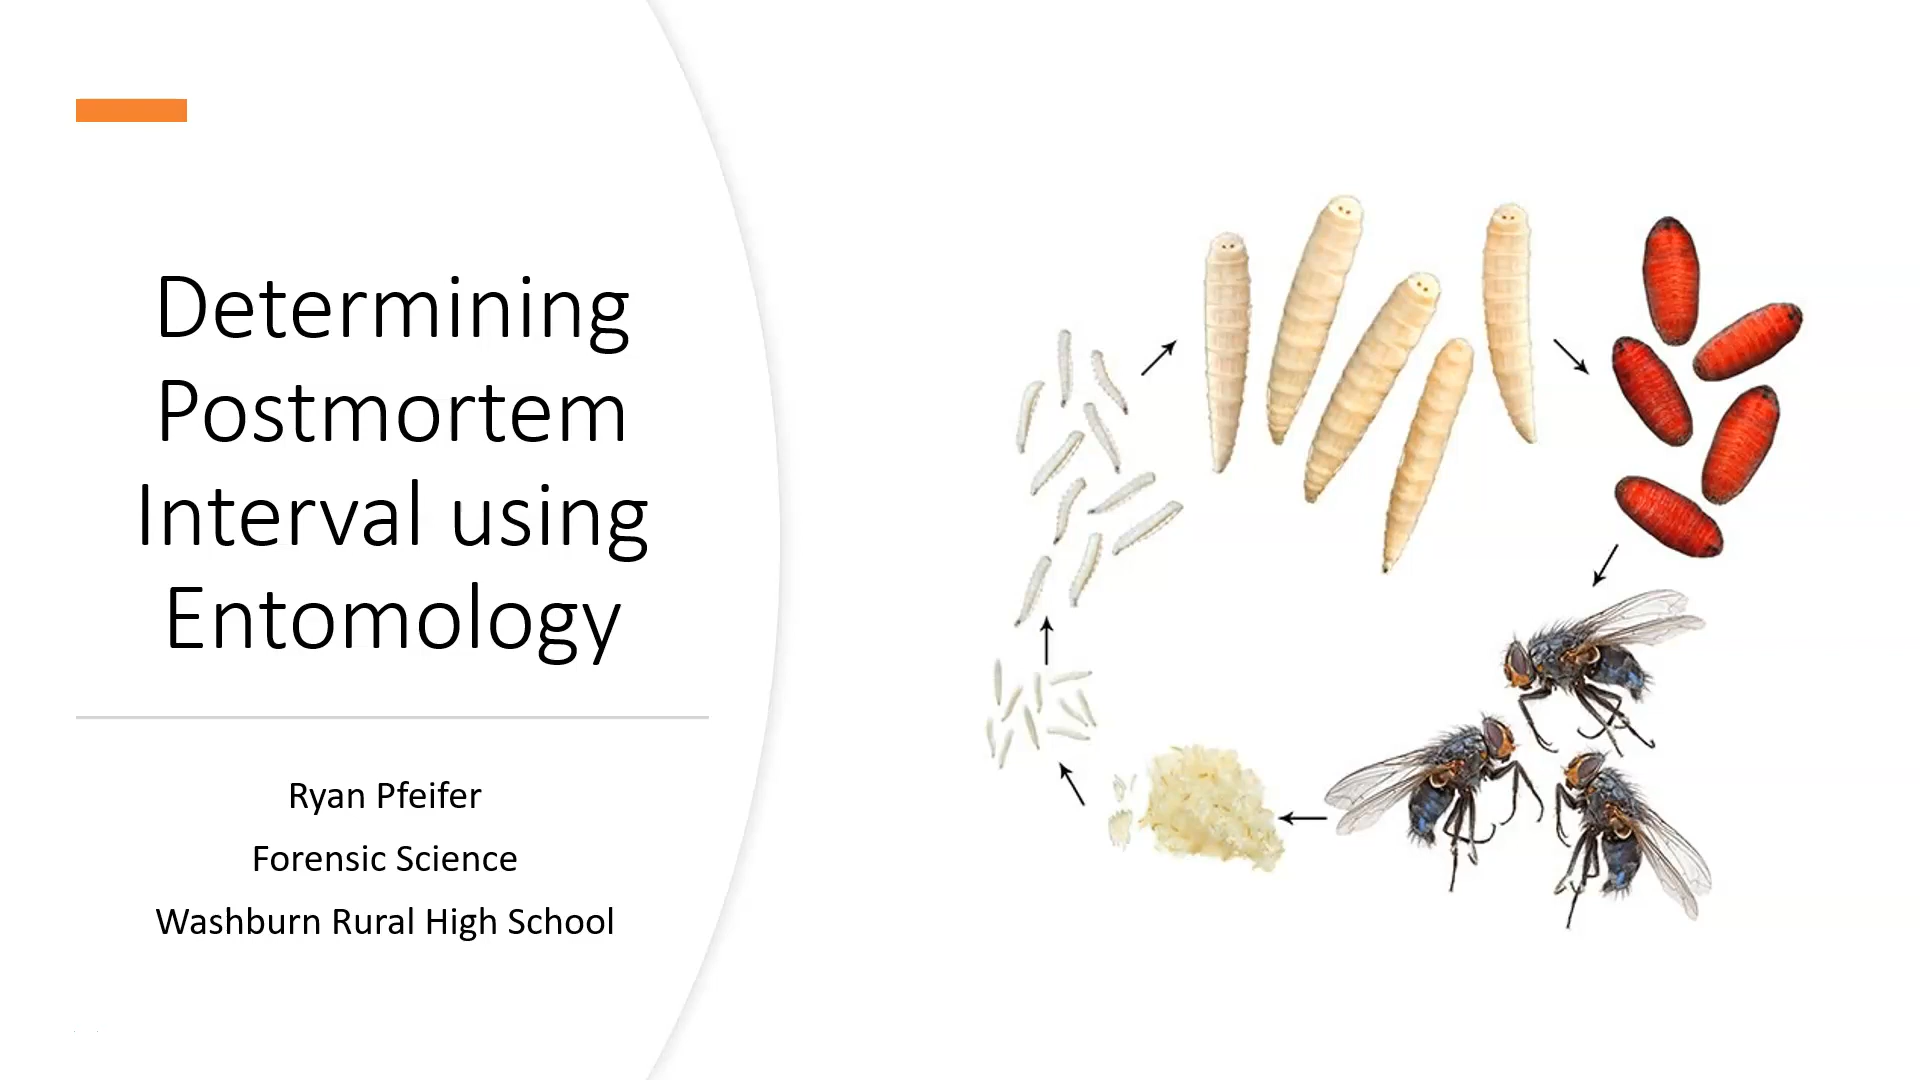 Determining
Postmortem
Interval using
Entomology
Ryan Pfeifer
Forensic Science
Washburn Rural High School